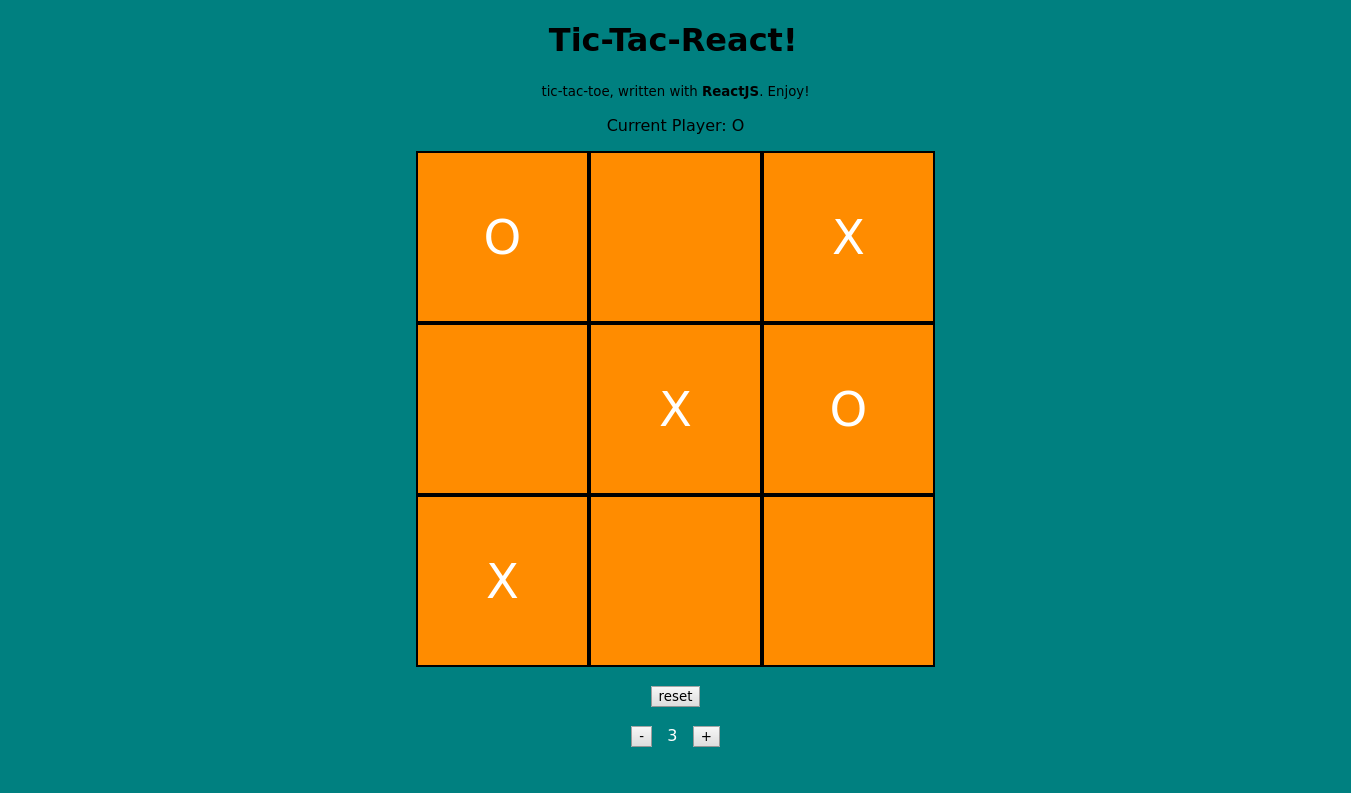 Tic-Tac-React!
tic-tac-toe, written with ReactJS. Enjoy!
Current Player: O
O X
X O
X
reset
- 3 +